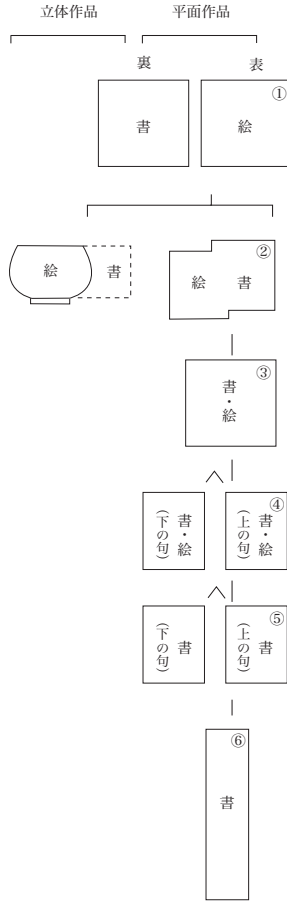 立体作品
平面作品
裏
表
①
書
絵
絵
書
②
絵
書
③
書・絵
④
書・絵
(上の句)
書・絵
(下の句)
⑤
書
(上の句)
書
(下の句)
⑥
書